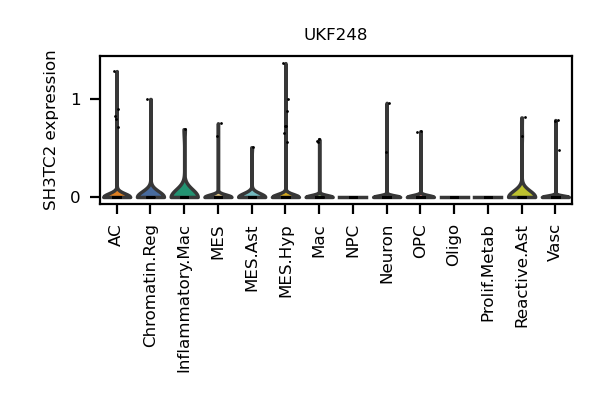 UKF248
SH3TC2 expression
1
0
AC
Chromatin.Reg
Inflammatory.Mac
MES
MES.Ast
MES.Hyp
Mac
NPC
Neuron
OPC
Oligo
Prolif.Metab
Reactive.Ast
Vasc